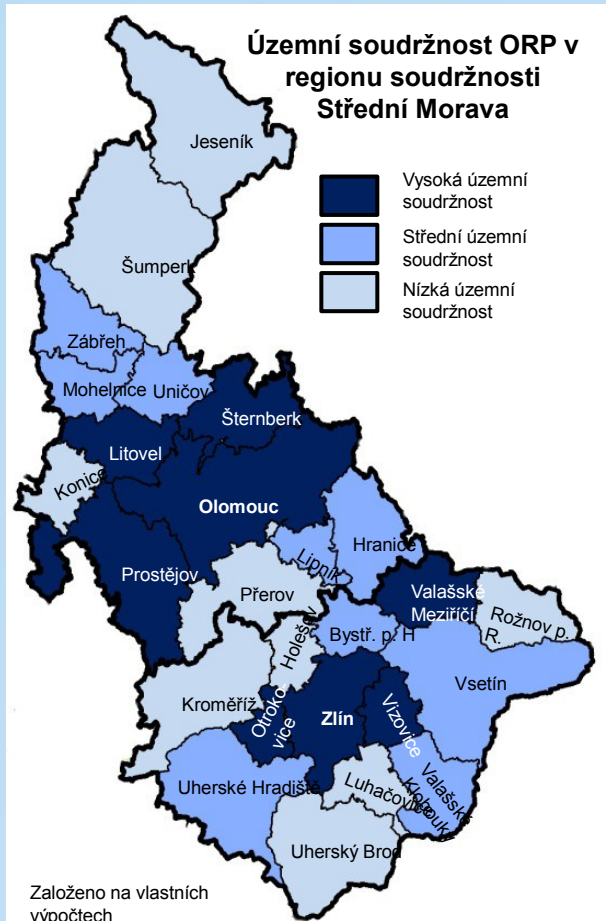 Územní soudržnost ORP v
regionu soudržnosti
Střední Morava
Vysoká územní
soudržnost
Střední územní
soudržnost
Nízká územní
soudržnost
Jeseník
Šumperk
Zábřeh
Mohelnice
Uničov
Šternberk
Litovel
Konice
Olomouc
Hranice
Lipník
Prostějov
Přerov
Valašské
Meziříčí
Rožnov p.
R.
Holešov
Bystř. p. H
Vsetín
Kroměříž
Otroko-
vice
Zlín
Vizovice
Uherské Hradiště
Luhačovice
Valašské
Klobouky
Uherský Brod
Založeno na vlastních
výpočtech